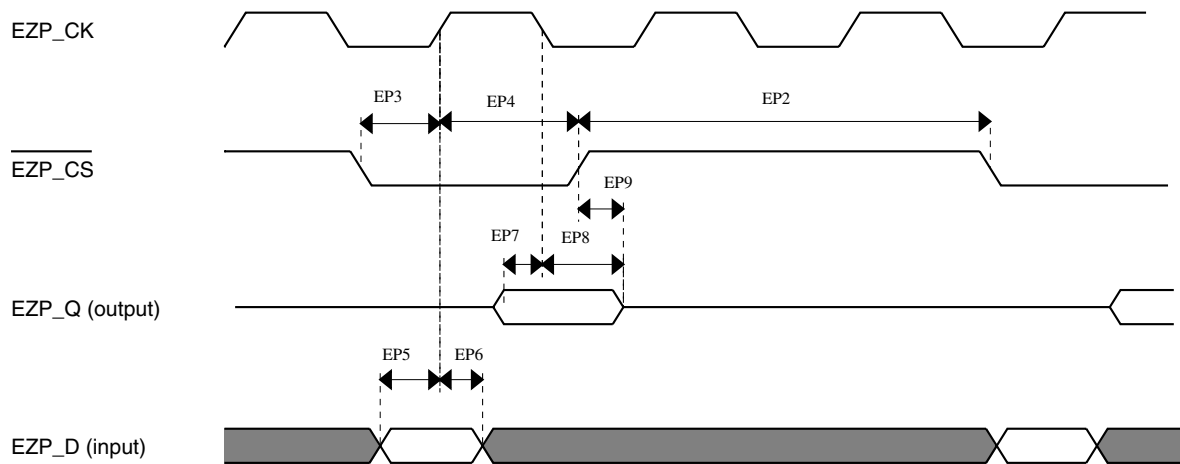 EZP_CK
EP3
EP4
EP2
EZP_CS
EP9
EP7
EP8
EZP_Q (output)
EP5
EP6
EZP_D (input)